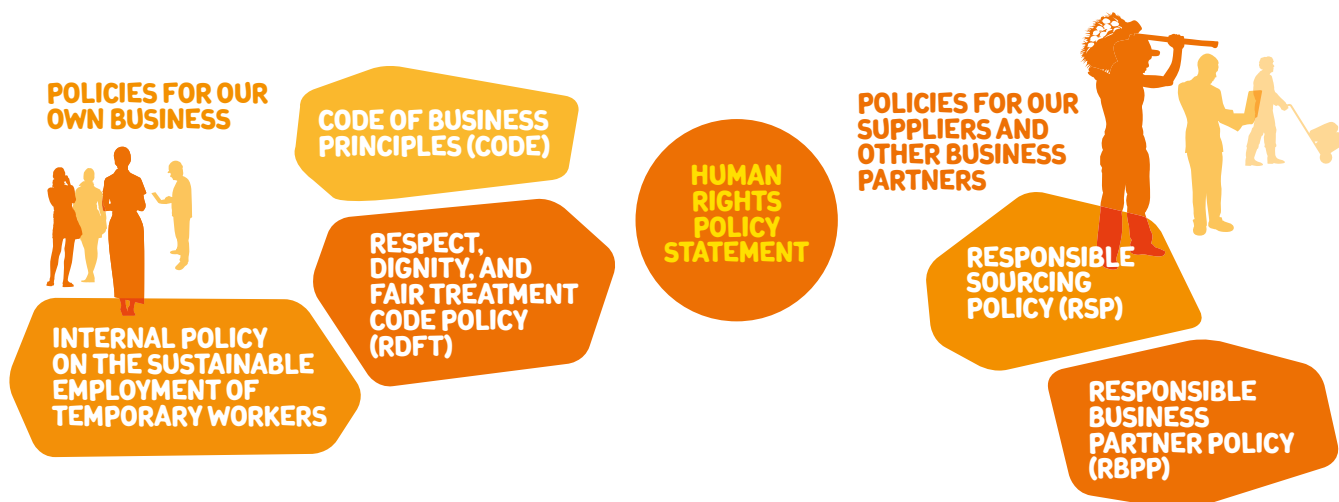 POLICIES FOR OUR
OWN BUSINESS
CODE OF BUSINESS
PRINCIPLES (CODE)
RESPECT,
DIGNITY, AND
FAIR TREATMENT
CODE POLICY
(RDFT)
INTERNAL POLICY
ON THE SUSTAINABLE
EMPLOYMENT OF
TEMPORARY WORKERS
HUMAN
RIGHTS
POLICY
STATEMENT
POLICIES FOR OUR
SUPPLIERS AND
OTHER BUSINESS
PARTNERS
RESPONSIBLE
SOURCING
POLICY (RSP)
RESPONSIBLE
BUSINESS
PARTNER POLICY
(RBPP)